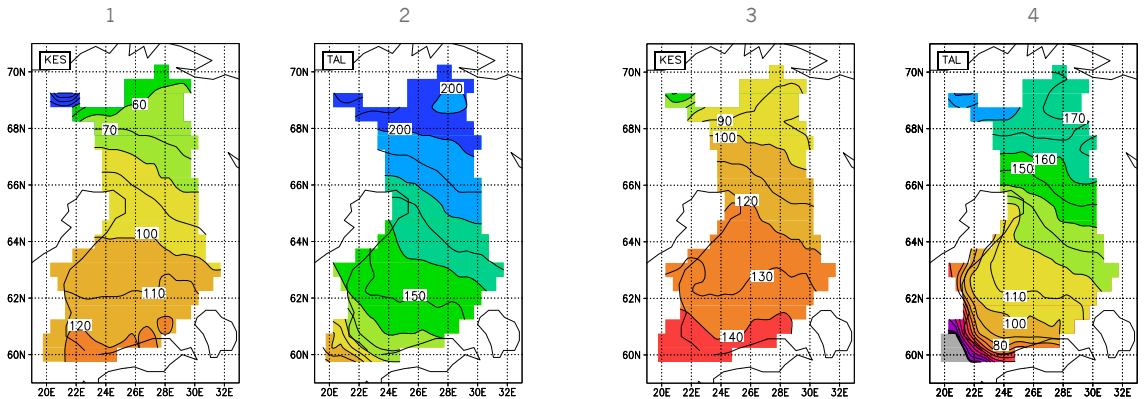 1 2 3 4
KES TAL KES TAL
70N 70N 70N 70N
200 
60 90 170
70 200 100
68N 68N 68N 68N
160
150
66N 66N 66N 66N
120
100
64N 64N 64N 64N
130
110 150 110
62N 62N 62N 62N
120 140 100
80
60N 60N 60N 60N
20E 22E 24E 26E 28E 30E 32E 20E 22E 24E 26E 28E 30E 32E 20E 22E 24E 26E 28E 30E 32E 20E 22E 24E 26E 28E 30E 32E